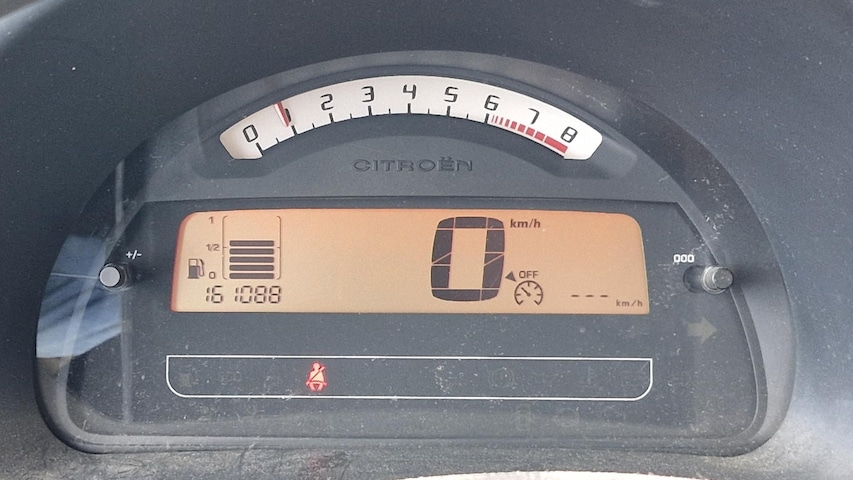 0 1 2 3 4 5 6 7 8
CITROËN
+/-
1
1/2
0
161088
0 km/h
OFF
--- km/h
000